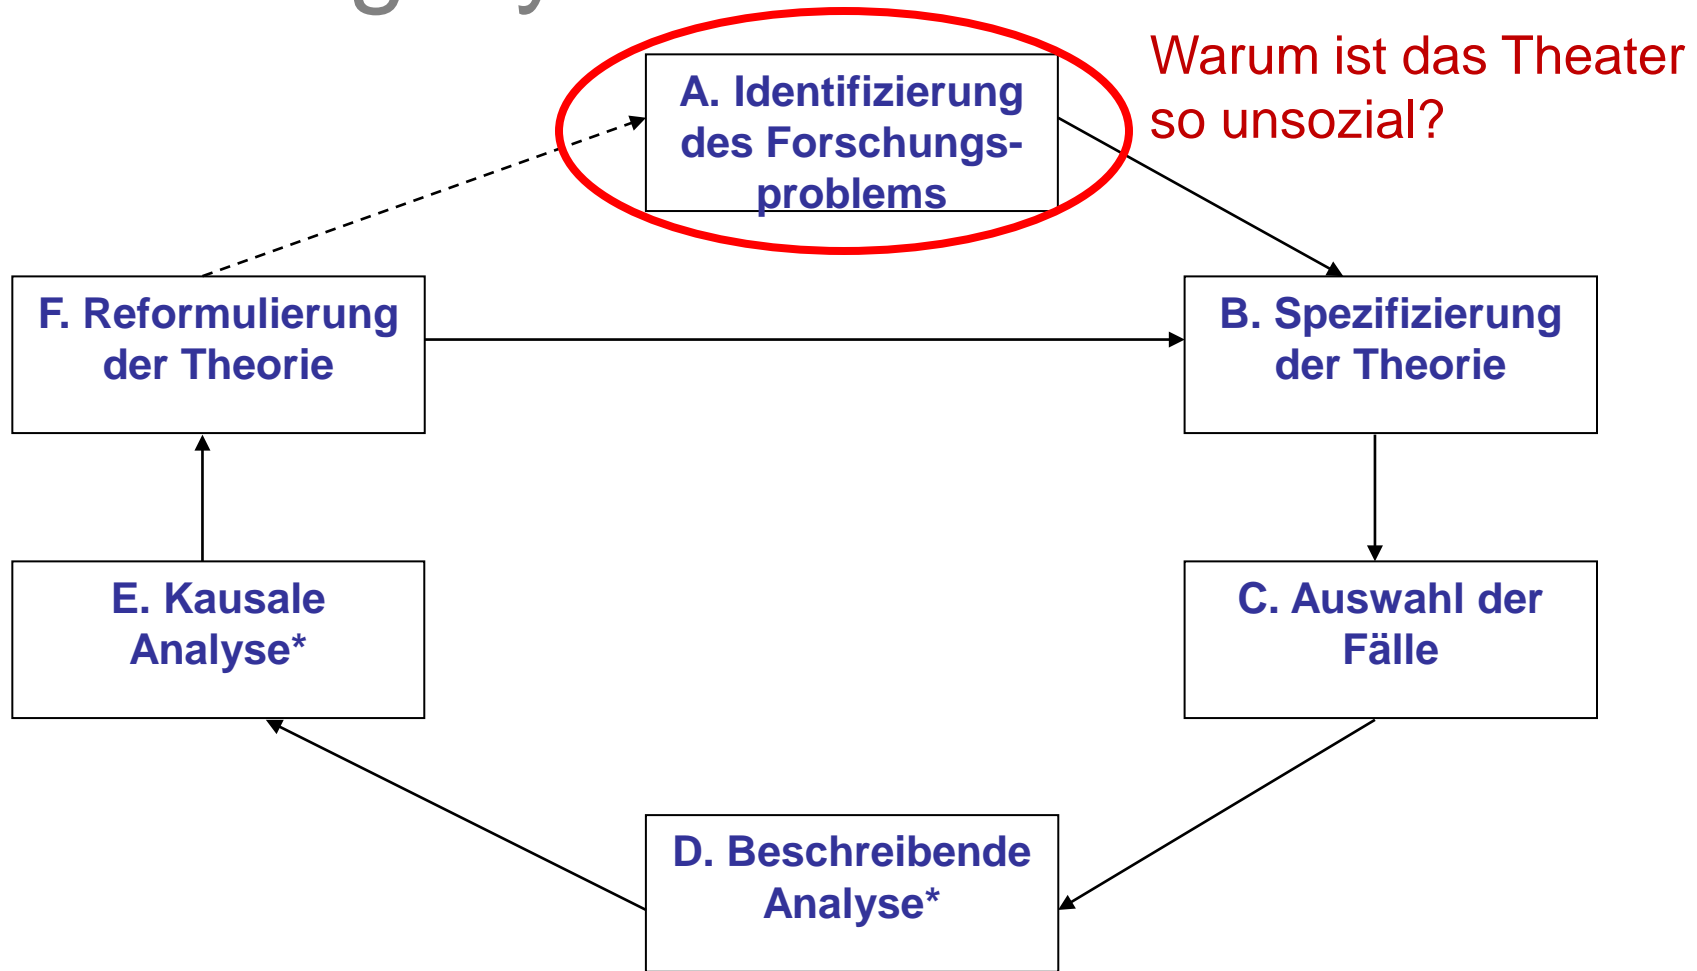 Warum ist das Theater
so unsozial?
A. Identifizierung
des Forschungs-
problems
F. Reformulierung
der Theorie
B. Spezifizierung
der Theorie
E. Kausale
Analyse*
C. Auswahl der
Fälle
D. Beschreibende
Analyse*